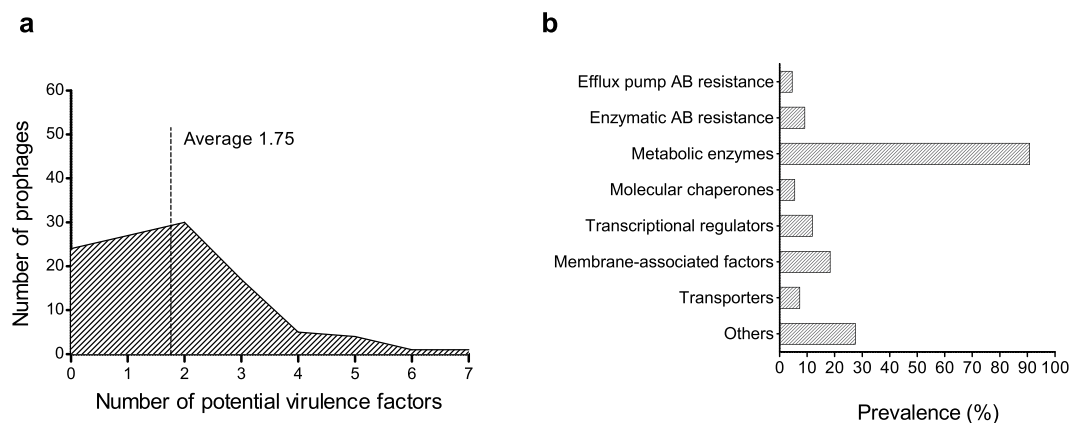 a
Number of prophages
60
50
40
30
20
10
0
Average 1.75
0 1 2 3 4 5 6 7
Number of potential virulence factors
b
Efflux pump AB resistance
Enzymatic AB resistance
Metabolic enzymes
Molecular chaperones
Transcriptional regulators
Membrane-associated factors
Transporters
Others
0 10 20 30 40 50 60 70 80 90 100
Prevalence (%)